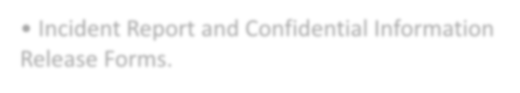 • Incident Report and Confidential Information
Release Forms.